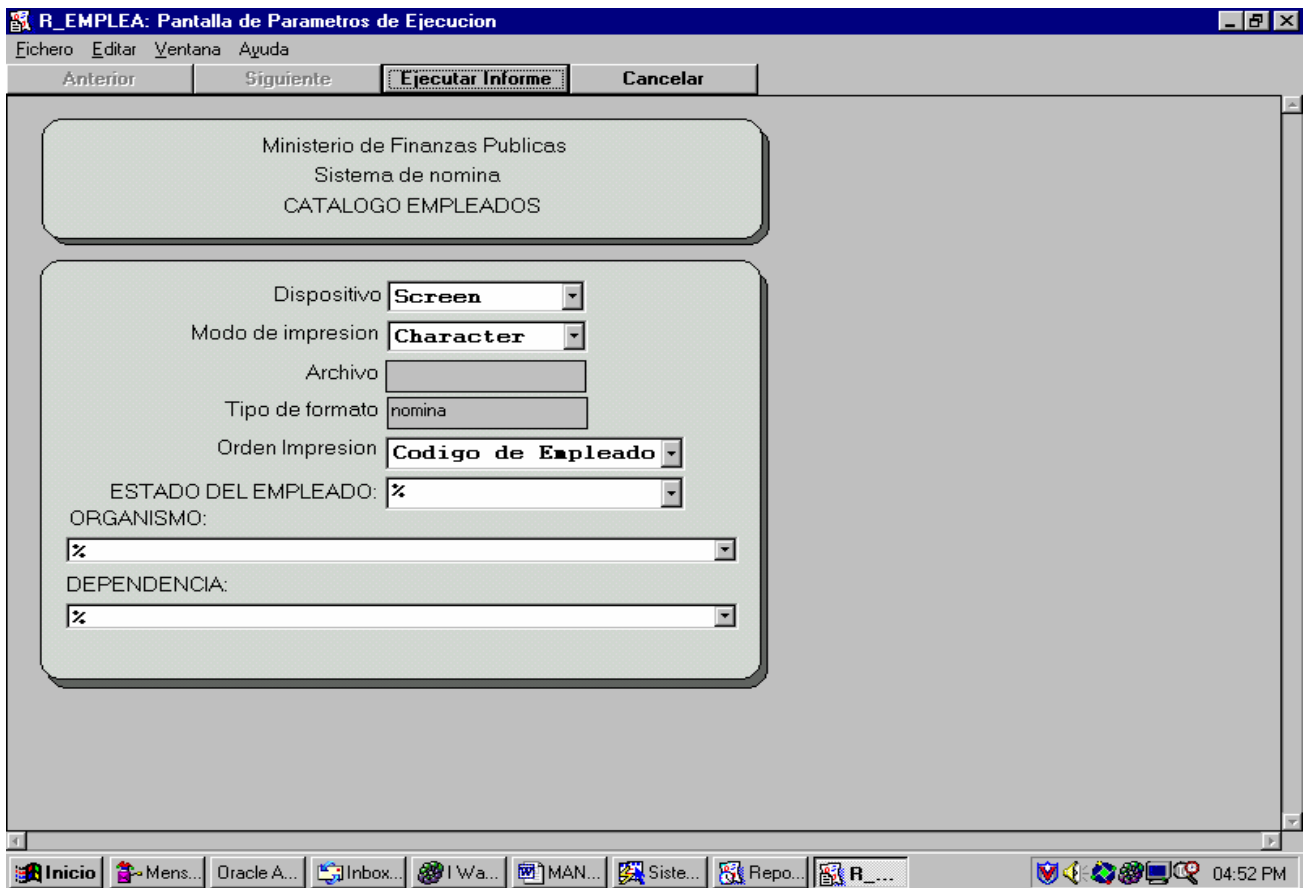 R_EMPLEA: Pantalla de Parametros de Ejecucion
Fichero Editar Ventana Ayuda
Anterior Siguiente Ejecutar Informe Cancelar
Ministerio de Finanzas Publicas
Sistema de nomina
CATALOGO EMPLEADOS
Dispositivo Screen
Modo de impresion Character
Archivo
Tipo de formato nomina
Orden Impresion Codigo de Empleado
ESTADO DEL EMPLEADO: %
ORGANISMO:
%
DEPENDENCIA:
%
Inicio Mens... Oracle A... Inbox... I Wa... MAN... Siste... Repo... R_... 04:52 PM